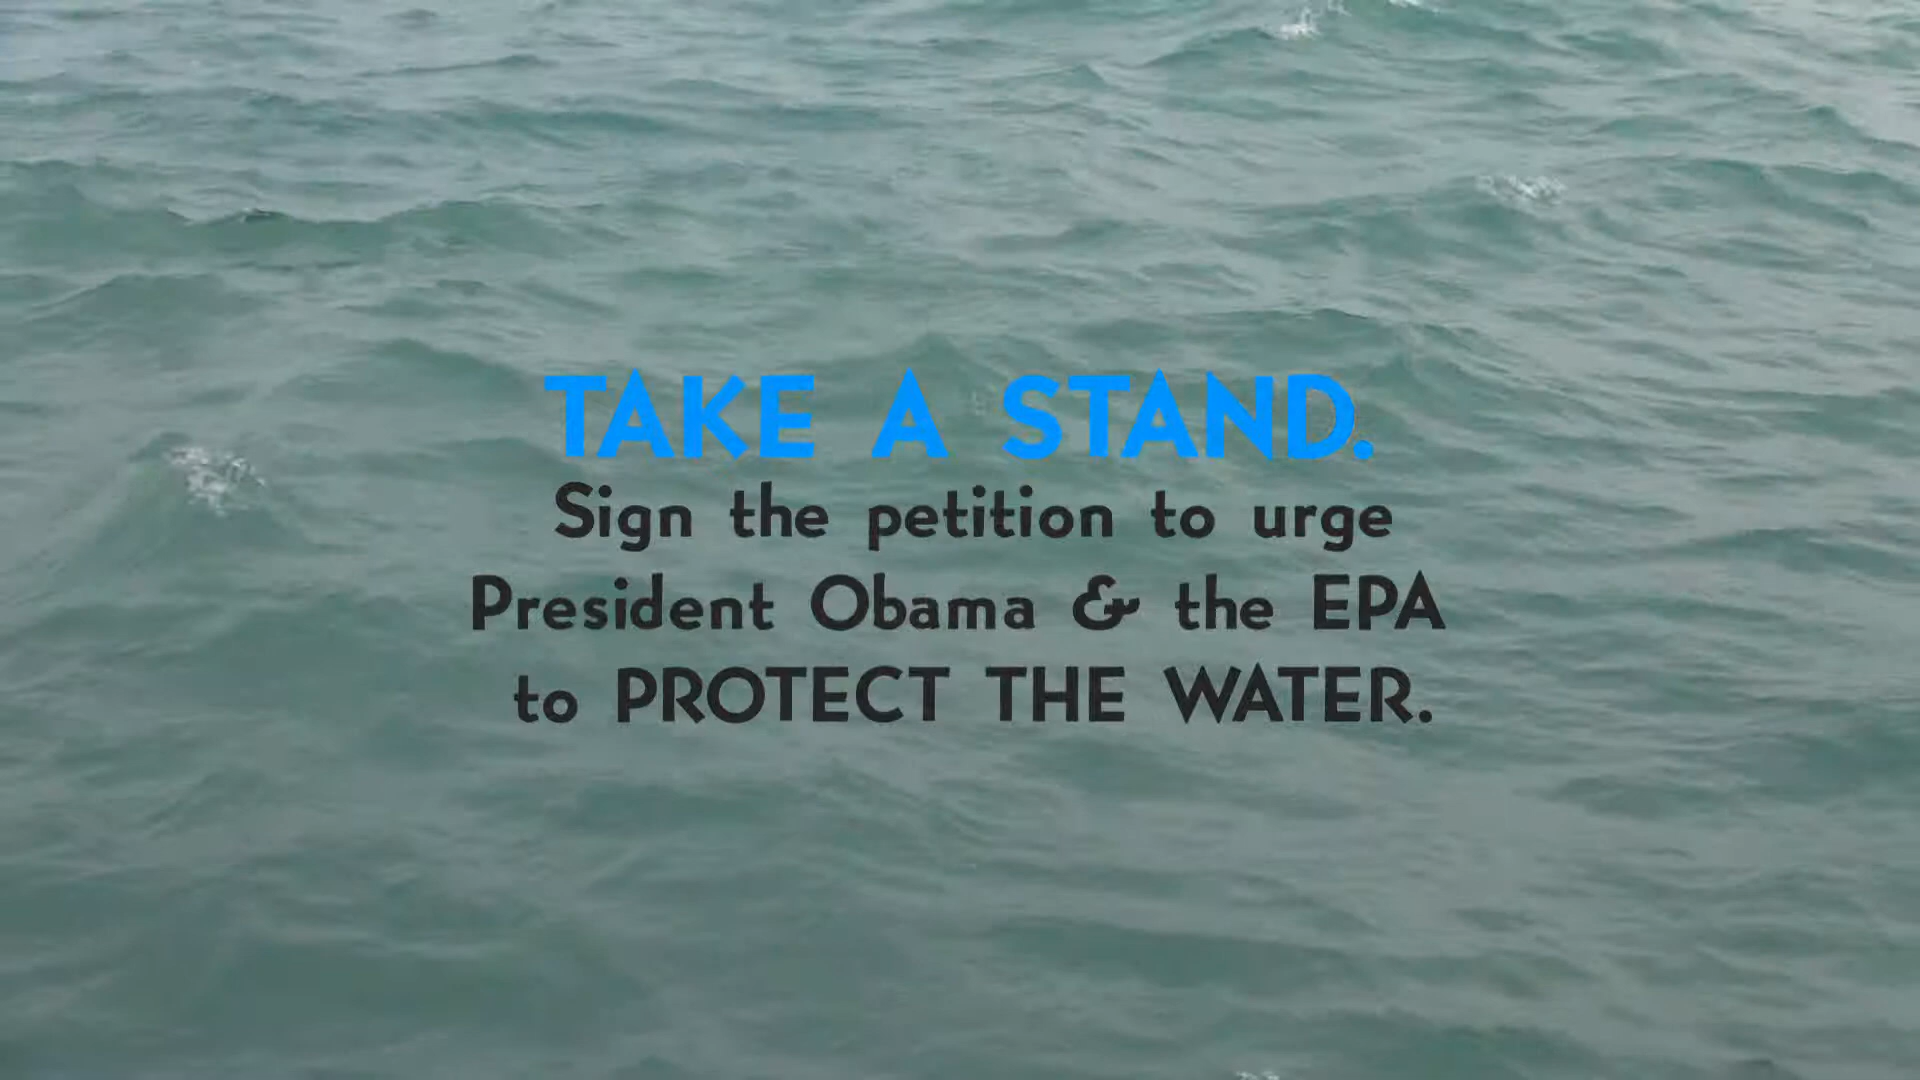 TAKE A STAND.
Sign the petition to urge
President Obama & the EPA
to PROTECT THE WATER.